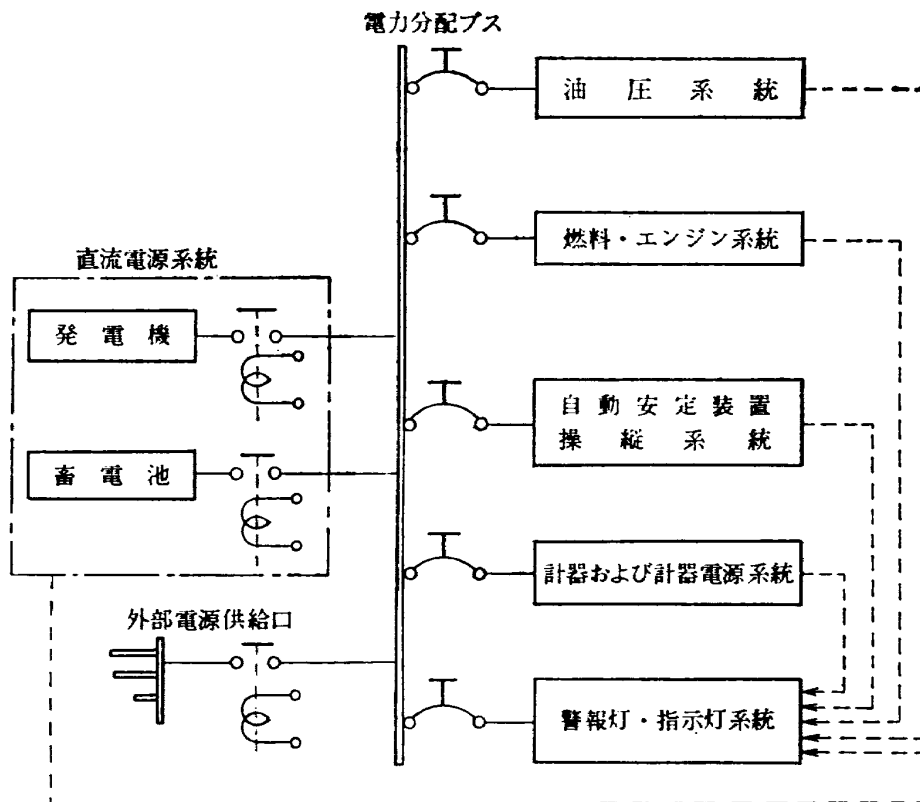 電力分配ブス
油圧系統
燃料・エンジン系統
直流電源系統
発電機
自動安定装置
操縦系統
畜電池
計器および計器電源系統
外部電源供給口
警報灯・指示灯系統